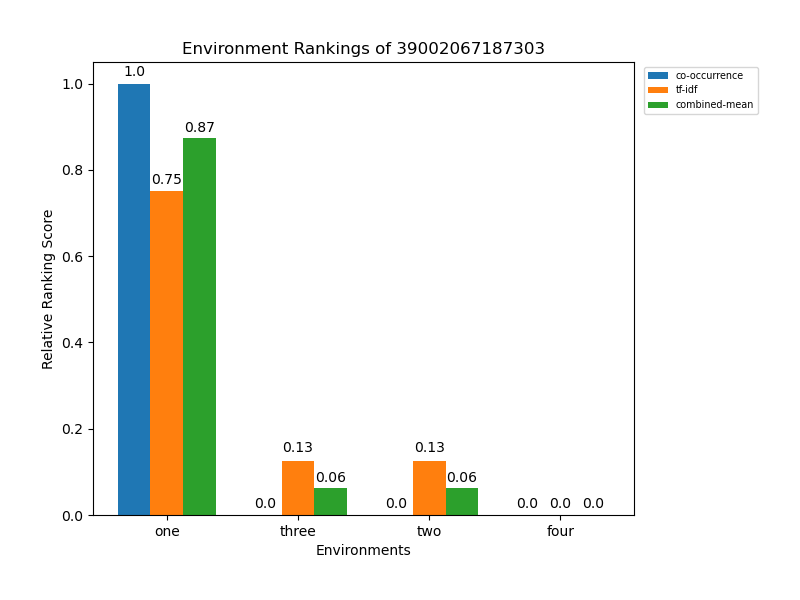 Environment Rankings of 39002067187303
co-occurrence
tf-idf
combined-mean
Relative Ranking Score
1.0
0.8
0.6
0.4
0.2
0.0
1.0
0.75
0.87
0.0
0.13
0.06
0.0
0.13
0.06
0.0
0.0
0.0
one
three
two
four
Environments